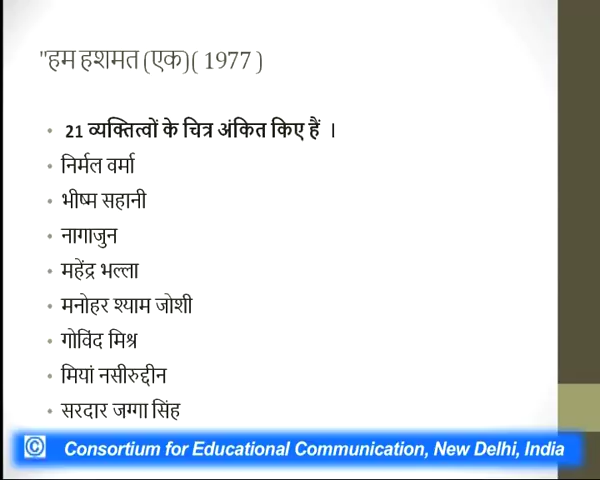 "हम हशमत (एक)( 1977 )
• 21 व्यक्तित्वों के चित्र अंकित किए हैं ।
• निर्मल वर्मा
• भीष्म सहानी
• नागाजुन
• महेंद्र भल्ला
• मनोहर श्याम जोशी
• गोविंद मिश्र
• मियां नसीरुद्दीन
• सरदार जग्गा सिंह
© Consortium for Educational Communication, New Delhi, India